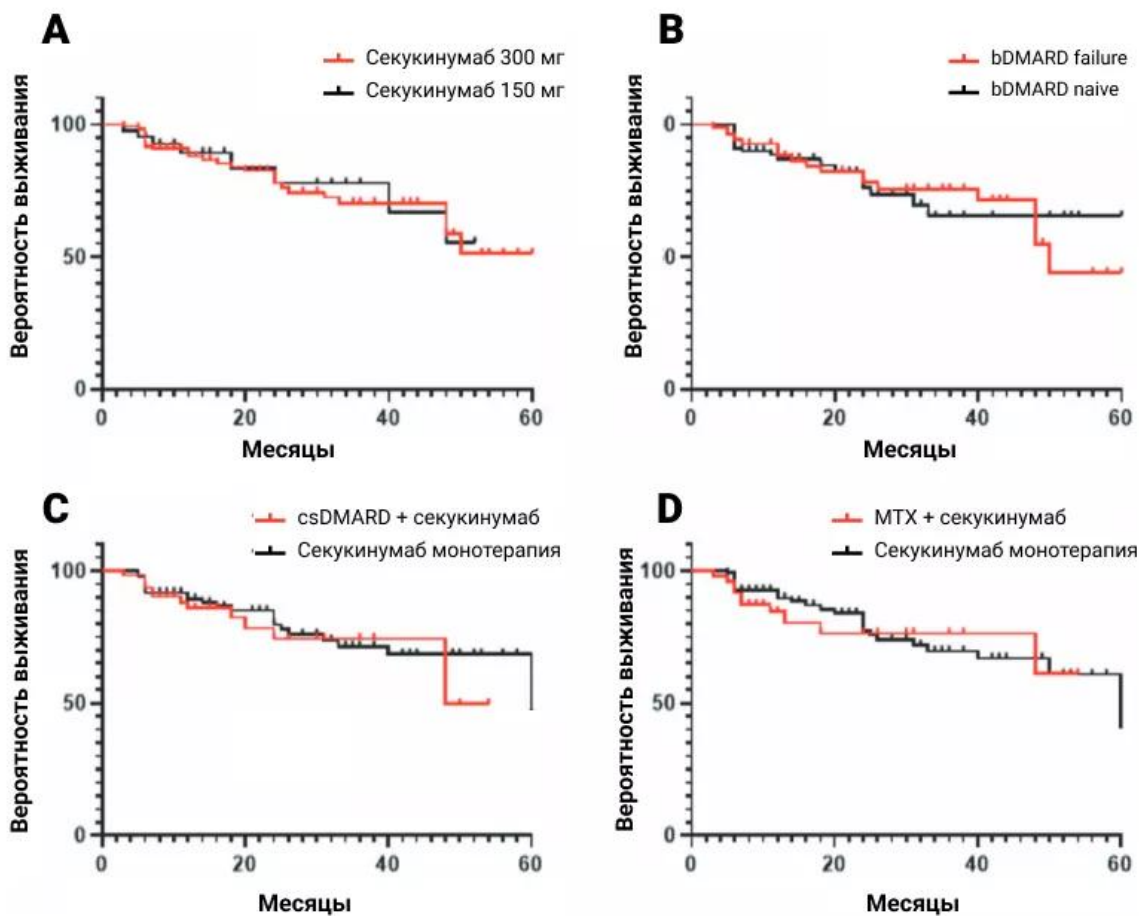 A
Секукинумаб 300 мг
Секукинумаб 150 мг
Вероятность выживания
100
50
0
0
20
40
60
Месяцы
B
bDMARD failure
bDMARD naive
Вероятность выживания
0
0
0
0
20
40
60
Месяцы
C
csDMARD + секукинумаб
Секукинумаб монотерапия
Вероятность выживания
100
50
0
0
20
40
60
Месяцы
D
MTX + секукинумаб
Секукинумаб монотерапия
Вероятность выживания
100
50
0
0
20
40
60
Месяцы